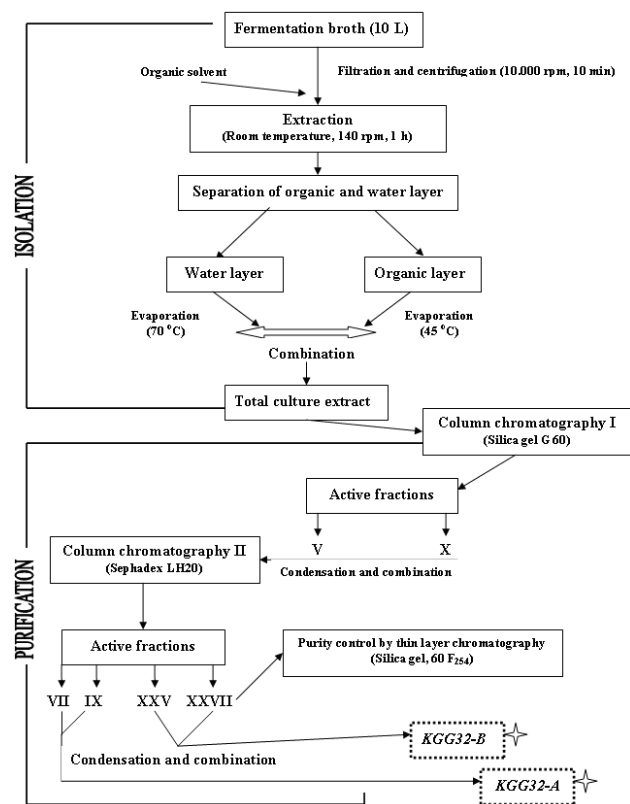 Fermentation broth (10 L)
Organic solvent
Filtration and centrifugation (10.000 rpm, 10 min)
Extraction
(Room temperature, 140 rpm, 1 h)
Separation of organic and water layer
ISOLATION
Water layer
Organic layer
Evaporation
(70 °C)
Evaporation
(45 °C)
Combination
Total culture extract
Column chromatography I
(Silica gel G 60)
Active fractions
V
X
Column chromatography II
(Sephadex LH20)
Condensation and combination
PURIFICATION
Active fractions
Purity control by thin layer chromatography
(Silica gel, 60 F254)
VII
IX
XXV
XXVII
KGG32-B
Condensation and combination
KGG32-A